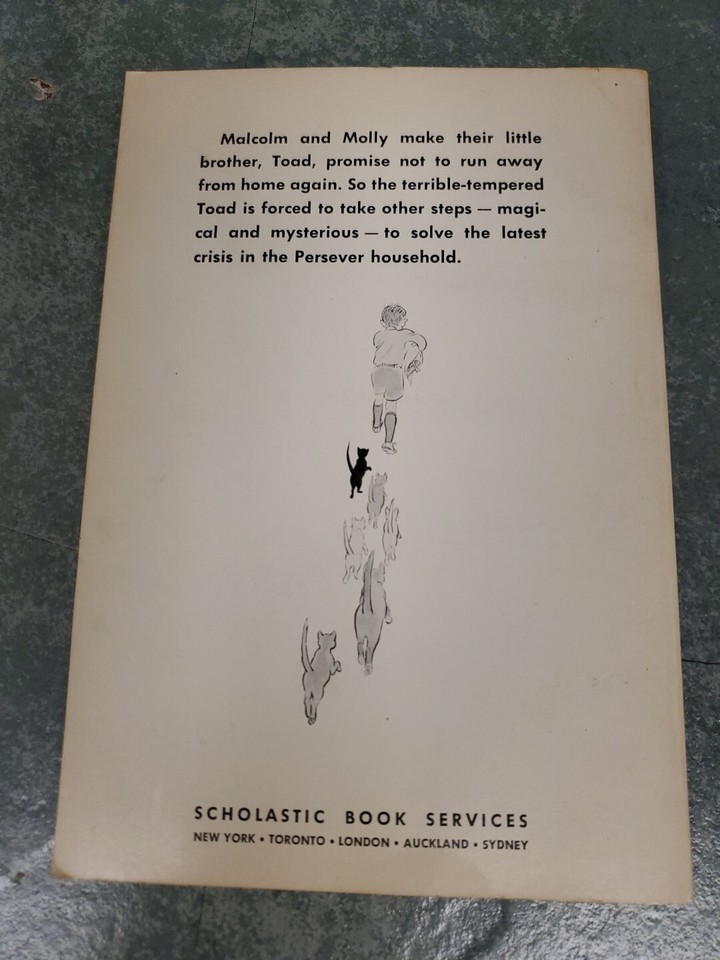 Malcolm and Molly make their little
brother, Toad, promise not to run away
from home again. So the terrible-tempered
Toad is forced to take other steps — magi-
cal and mysterious — to solve the latest
crisis in the Persever household.
SCHOLASTIC BOOK SERVICES
NEW YORK • TORONTO • LONDON • AUCKLAND • SYDNEY